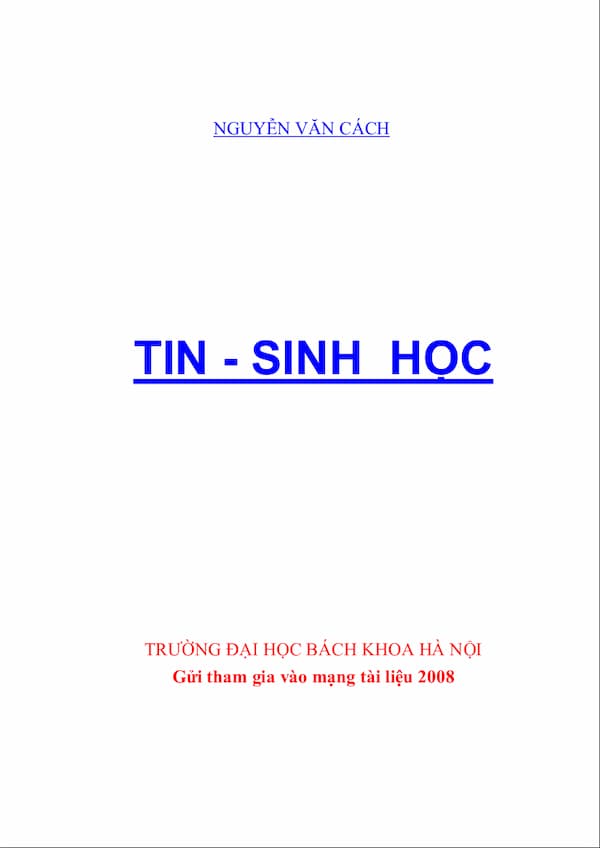 NGUYỄN VĂN CÁCH
TIN - SINH HỌC
TRƯỜNG ĐẠI HỌC BÁCH KHOA HÀ NỘI
Gửi tham gia vào mạng tài liệu 2008